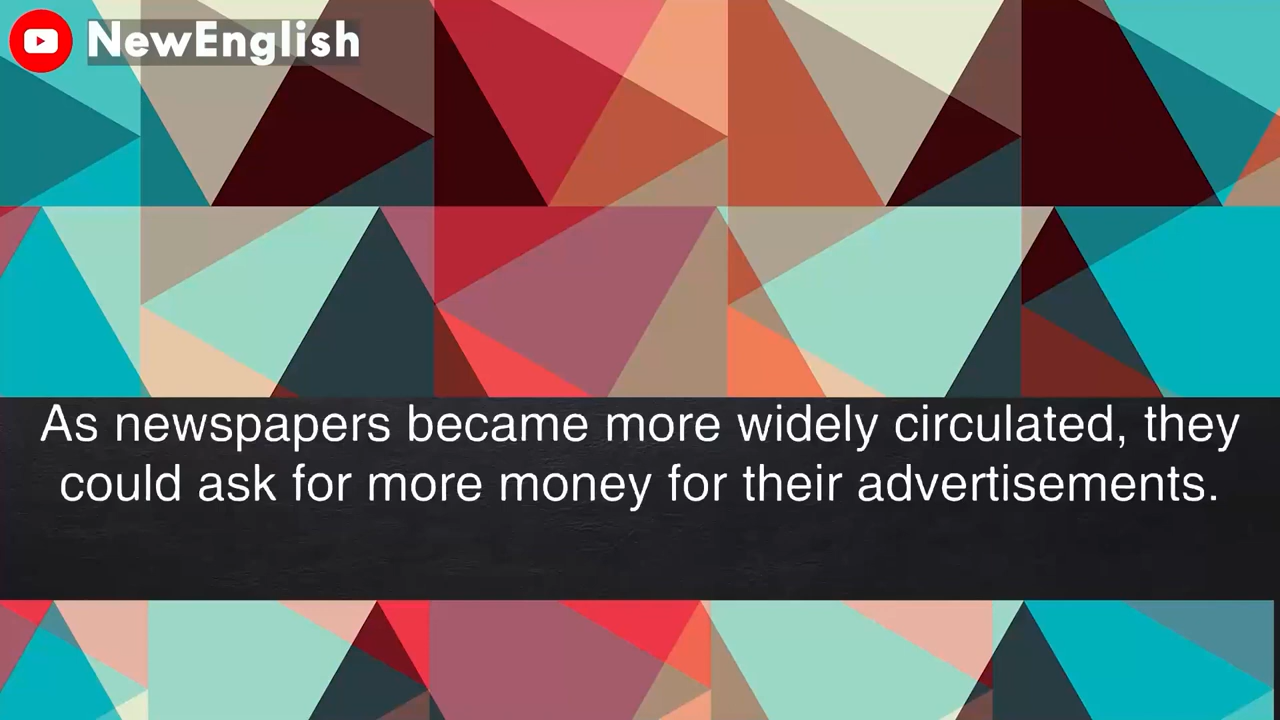 NewEnglish
As newspapers became more widely circulated, they
could ask for more money for their advertisements.